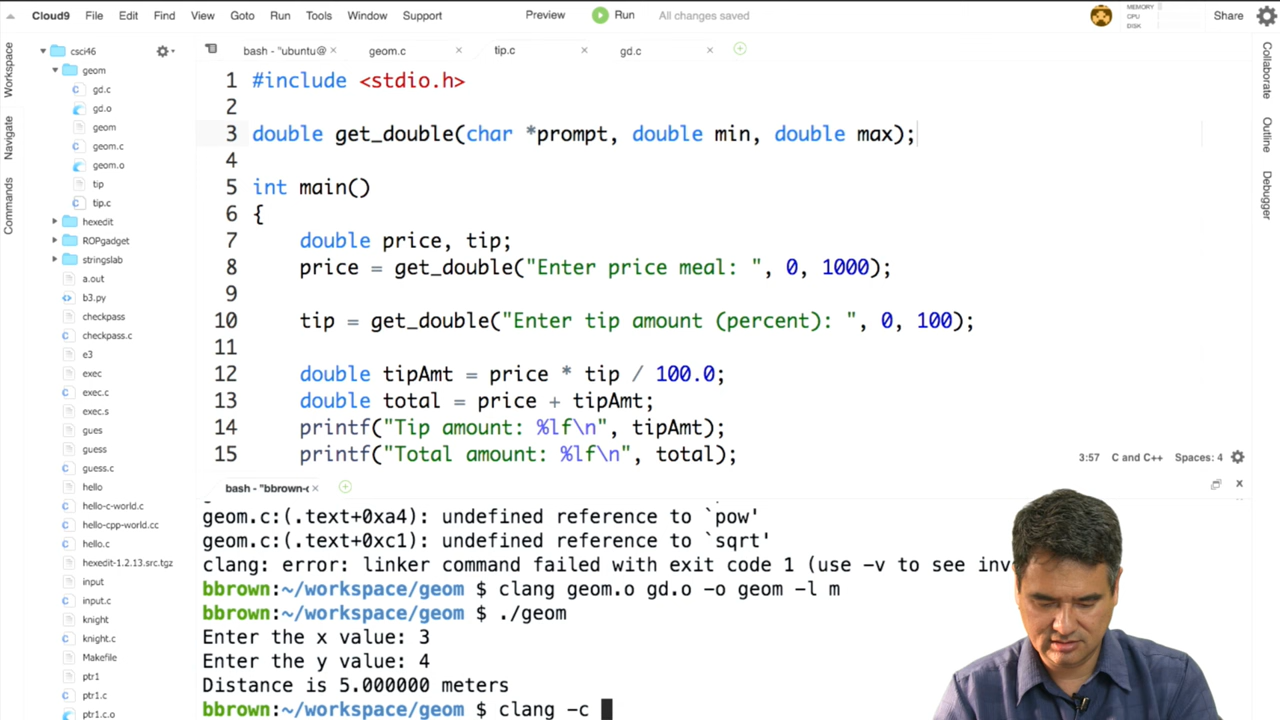 Cloud9 File Edit Find View Goto Run Tools Window Support Preview Run All changes saved MEMORY CPU DISK Share
Workspace
Navigate
Commands
csci46
geom
gd.c
gd.o
geom
geom.c
geom.o
tip
tip.c
hexedit
ROPgadget
stringslab
a.out
b3.py
checkpass
checkpass.c
e3
exec
exec.c
exec.s
gues
guess
guess.c
hello
hello-c-world.c
hello-cpp-world.cc
hello.c
hexedit-1.2.13.src.tgz
input
input.c
knight
knight.c
Makefile
ptr1
ptr1.c
ptr1.c.o
bash - "ubuntu@ geom.c tip.c gd.c
1 #include <stdio.h>
2
3 double get_double(char *prompt, double min, double max);
4
5 int main()
6 {
7 double price, tip;
8 price = get_double("Enter price meal: ", 0, 1000);
9
10 tip = get_double("Enter tip amount (percent): ", 0, 100);
11
12 double tipAmt = price * tip / 100.0;
13 double total = price + tipAmt;
14 printf("Tip amount: %lf\n", tipAmt);
15 printf("Total amount: %lf\n", total);
3:57 C and C++ Spaces: 4
bash - "bbrown-
geom.c:(.text+0xa4): undefined reference to `pow'
geom.c:(.text+0xc1): undefined reference to `sqrt'
clang: error: linker command failed with exit code 1 (use -v to see inv
bbrown:~/workspace/geom $ clang geom.o gd.o -o geom -l m
bbrown:~/workspace/geom $ ./geom
Enter the x value: 3
Enter the y value: 4
Distance is 5.000000 meters
bbrown:~/workspace/geom $ clang -c
Collaborate
Outline
Debugger